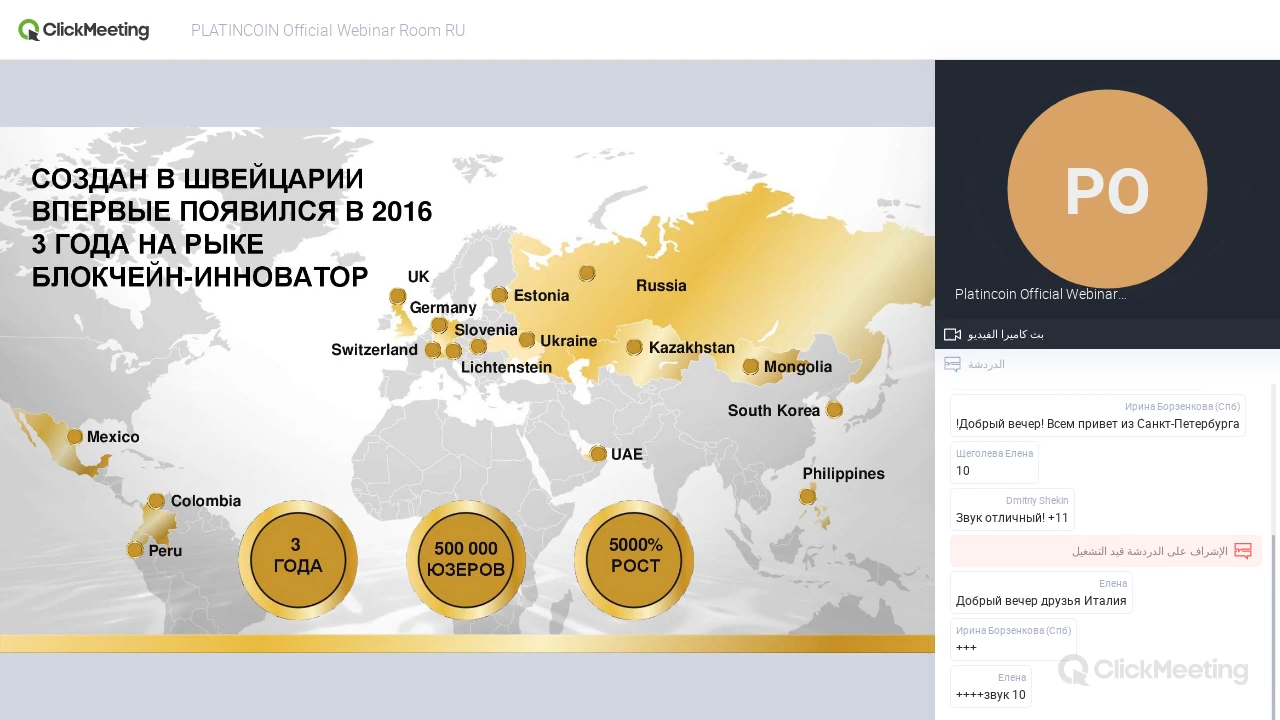 ClickMeeting
PLATINCOIN Official Webinar Room RU
СОЗДАН В ШВЕЙЦАРИИ
ВПЕРВЫЕ ПОЯВИЛСЯ В 2016
3 ГОДА НА РЫКЕ
БЛОКЧЕЙН-ИННОВАТОР
UK
Germany
Estonia
Russia
Slovenia
Ukraine
Switzerland
Kazakhstan
Lichtenstein
Mongolia
South Korea
Mexico
UAE
Philippines
Colombia
Peru
3
ГОДА
500 000
ЮЗЕРОВ
5000%
РОСТ
PO
Platincoin Official Webinar...
بث كاميرا الفيديو
الدردشة
Ирина Борзенкова (Спб)
!Добрый вечер! Всем привет из Санкт-Петербурга
Щеголева Елена
10
Dmitriy Shekin
Звук отличный! +11
الإشراف على الدردشة قيد التشغيل
Елена
Добрый вечер друзья Италия
Ирина Борзенкова (Спб)
+++
Елена
++++звук 10
ClickMeeting